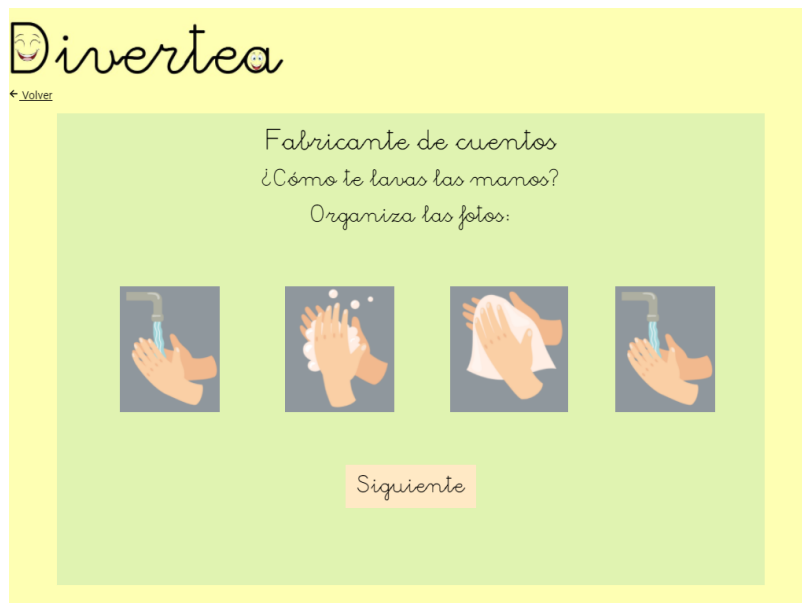 Divertea
← Volver
Fabricante de cuentos
¿Cómo te lavas las manos?
Organiza las fotos:
Siguiente